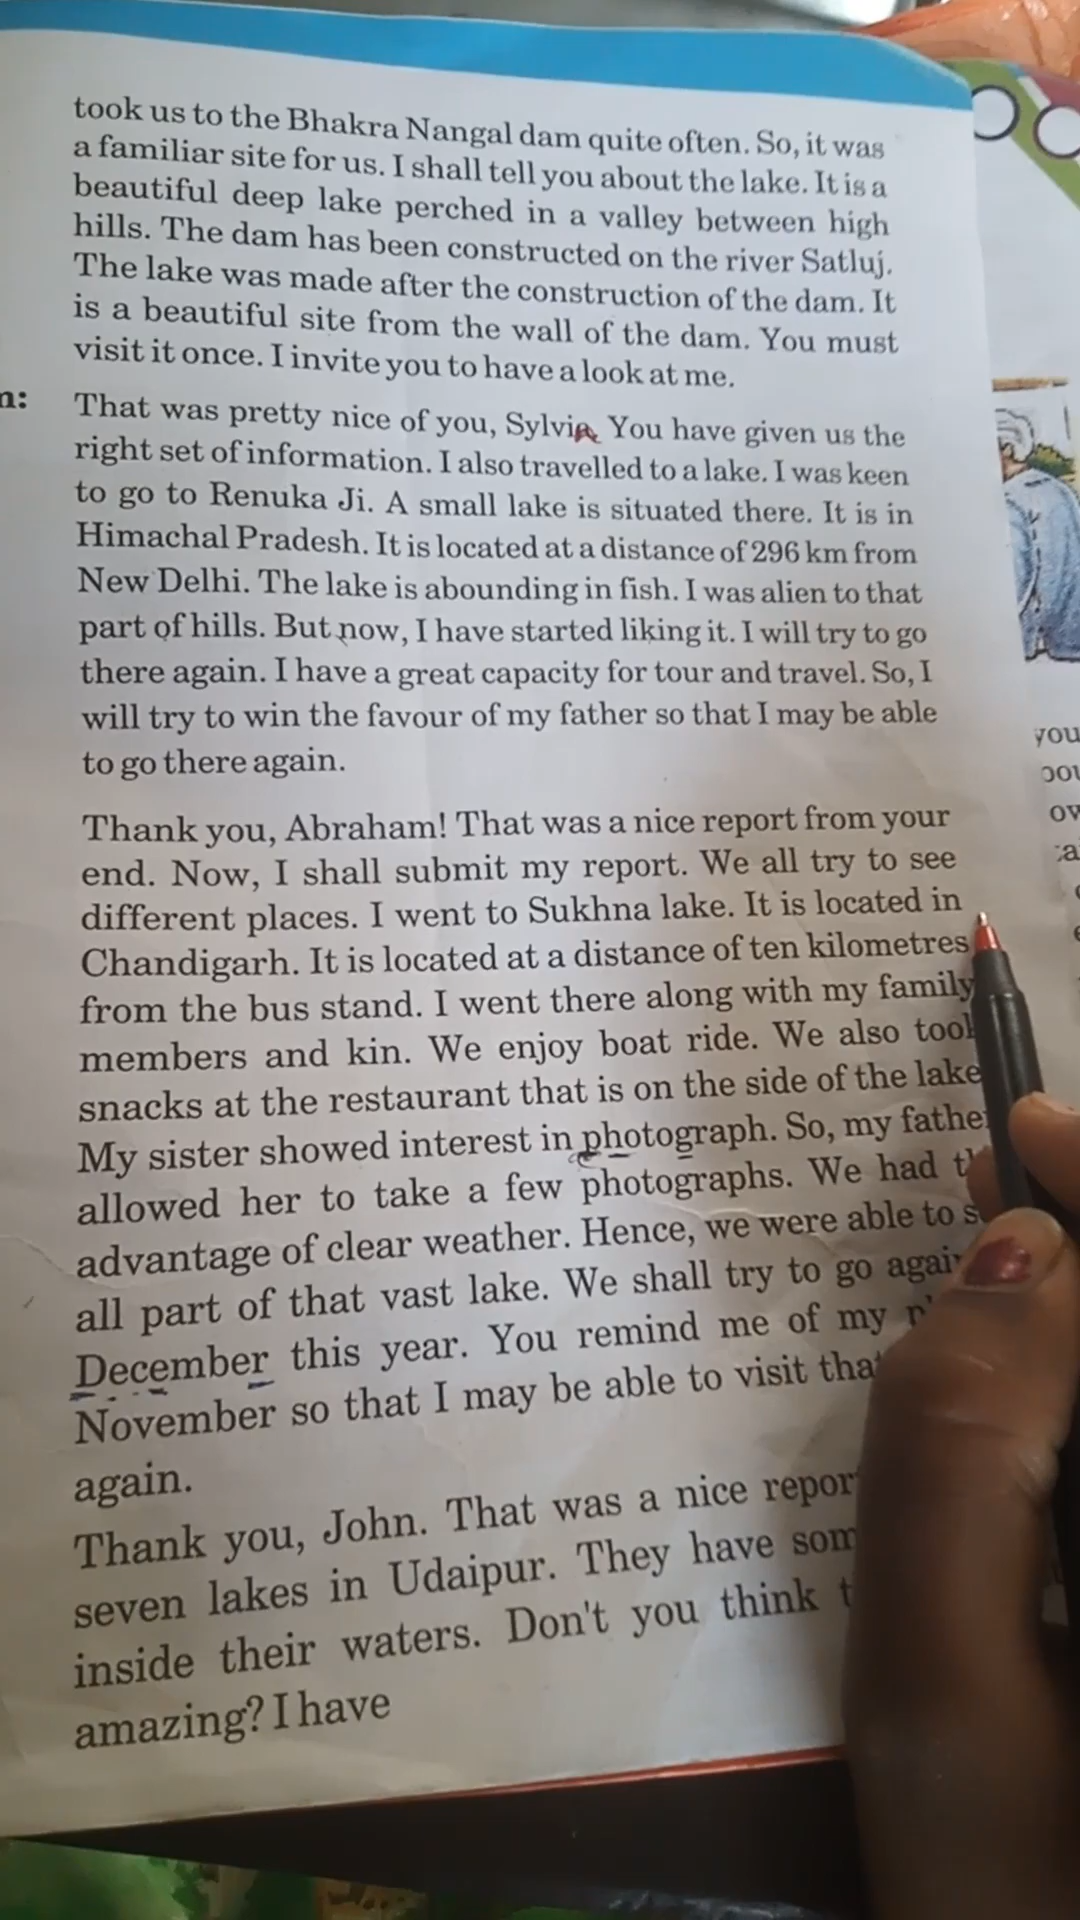 took us to the Bhakra Nangal dam quite often. So, it was
a familiar site for us. I shall tell you about the lake. It is a
beautiful deep lake perched in a valley between high
hills. The dam has been constructed on the river Satluj.
The lake was made after the construction of the dam. It
is a beautiful site from the wall of the dam. You must
visit it once. I invite you to have a look at me.
That was pretty nice of you, Sylvia. You have given us the
right set of information. I also travelled to a lake. I was keen
to go to Renuka Ji. A small lake is situated there. It is in
Himachal Pradesh. It is located at a distance of 296 km from
New Delhi. The lake is abounding in fish. I was alien to that
part of hills. But now, I have started liking it. I will try to go
there again. I have a great capacity for tour and travel. So, I
will try to win the favour of my father so that I may be able
to go there again.
Thank you, Abraham! That was a nice report from your
end. Now, I shall submit my report. We all try to see
different places. I went to Sukhna lake. It is located in
Chandigarh. It is located at a distance of ten kilometres
from the bus stand. I went there along with my family
members and kin. We enjoy boat ride. We also
snacks at the restaurant that is on the side of the lake
My sister showed interest in photograph. So, my
allowed her to take a few photographs. We had
advantage of clear weather. Hence, we were able to
all part of that vast lake. We shall try to go
December this year. You remind me of my
November so that I may be able to visit
again.
Thank you, John. That was a nice
seven lakes in Udaipur. They have
inside their waters. Don't you think
amazing? I have